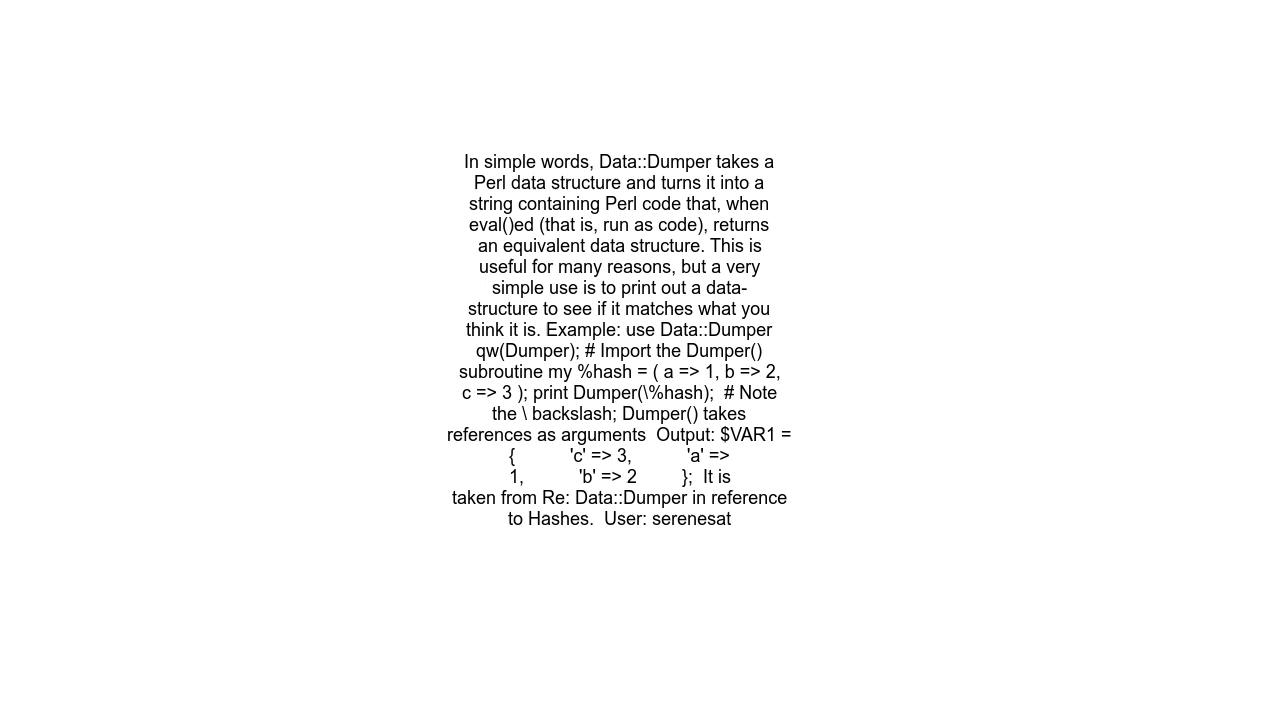 In simple words, Data::Dumper takes a
Perl data structure and turns it into a
string containing Perl code that, when
eval()ed (that is, run as code), returns
an equivalent data structure. This is
useful for many reasons, but a very
simple use is to print out a data-
structure to see if it matches what you
think it is. Example: use Data::Dumper
qw(Dumper); # Import the Dumper()
subroutine my %hash = ( a => 1, b => 2,
c => 3 ); print Dumper(\%hash);  # Note
the \ backslash; Dumper() takes
references as arguments  Output: $VAR1 =
{           'c' => 3,           'a' =>
1,           'b' => 2         };  It is
taken from Re: Data::Dumper in reference
to Hashes.  User: serenesat